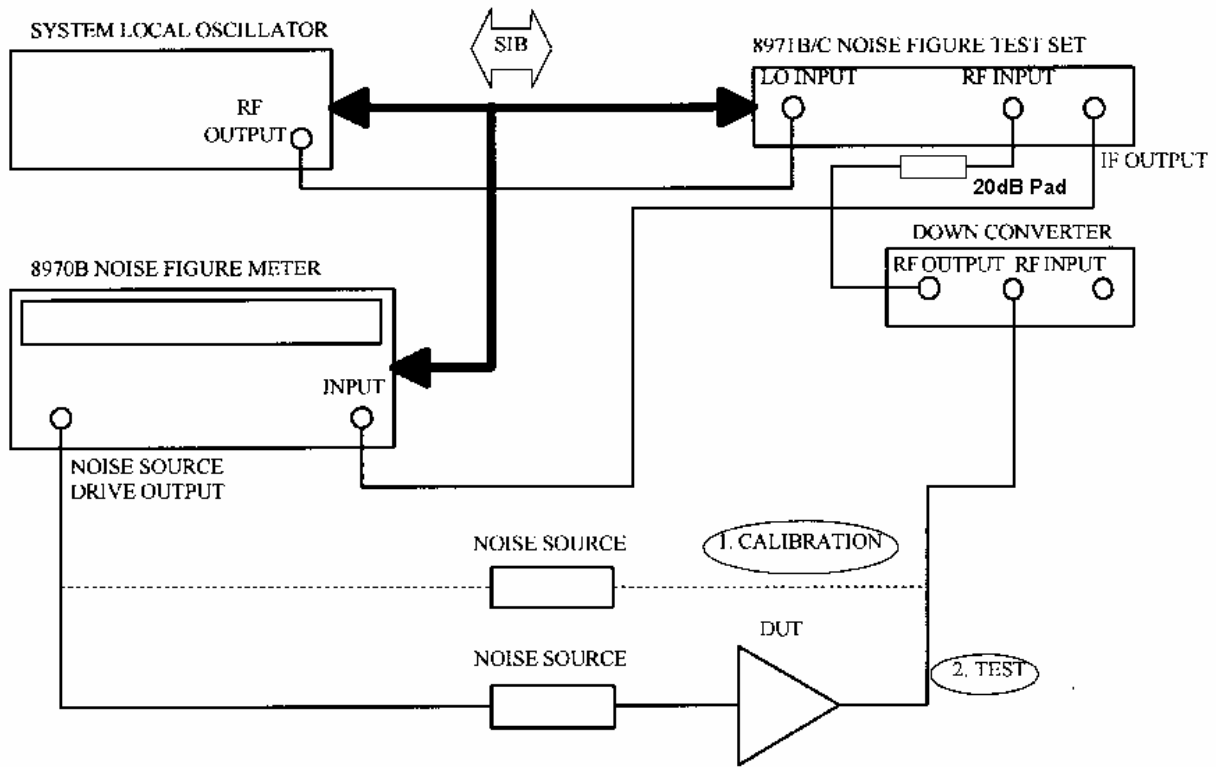 SYSTEM LOCAL OSCILLATOR
SIB
8971B/C NOISE FIGURE TEST SET
LO INPUT
RF INPUT
RF
OUTPUT
IF OUTPUT
20dB Pad
DOWN CONVERTER
RF OUTPUT
RF INPUT
8970B NOISE FIGURE METER
INPUT
NOISE SOURCE
DRIVE OUTPUT
NOISE SOURCE
1. CALIBRATION
DUT
NOISE SOURCE
2. TEST